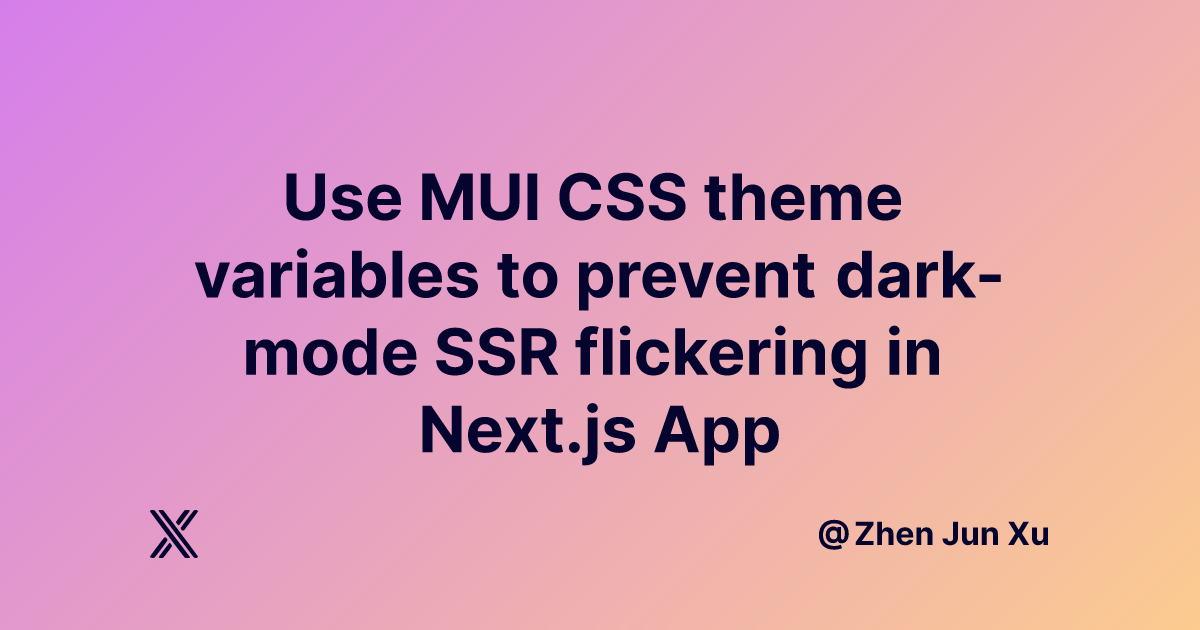 Use MUI CSS theme
variables to prevent dark-
mode SSR flickering in
Next.js App
@Zhen Jun Xu